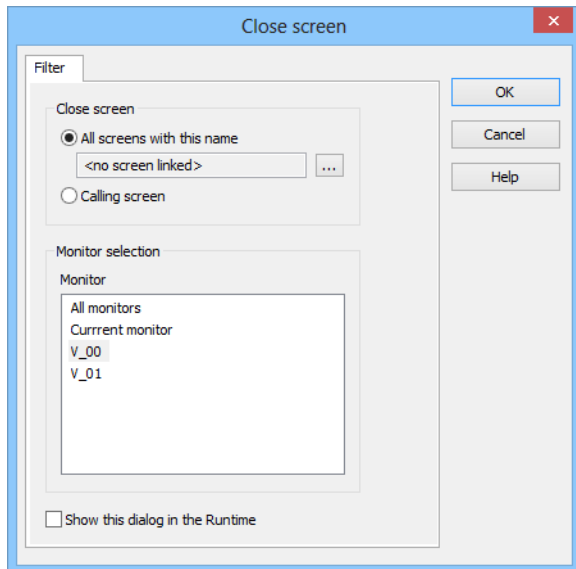 Close screen
Filter
Close screen
All screens with this name
<no screen linked>
...
Calling screen
Monitor selection
Monitor
All monitors
Currrent monitor
V_00
V_01
Show this dialog in the Runtime
OK
Cancel
Help